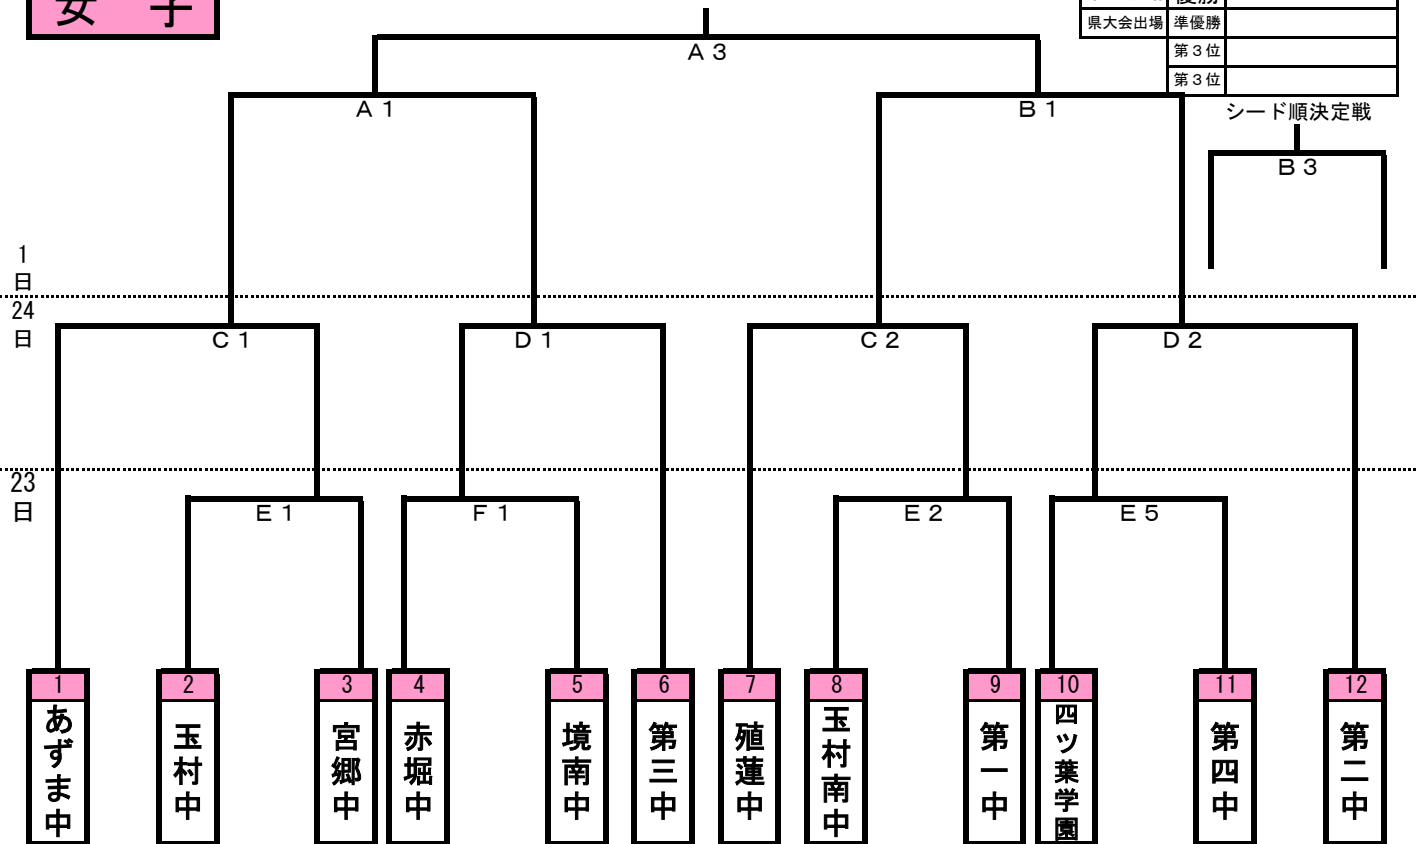 女 子
優勝
県大会出場 準優勝
第３位
第３位
Ａ３
Ａ１
Ｂ１
シード順決定戦
Ｂ３
1
日
24
日
Ｃ１
Ｄ１
Ｃ２
Ｄ２
23
日
Ｅ１
Ｆ１
Ｅ２
Ｅ５
1 2 3 4 5 6 7 8 9 10 11 12
あずま中
玉村中
宮郷中
赤堀中
境南中
第三中
殖蓮中
玉村南中
第一中
四ツ葉学園
第四中
第二中